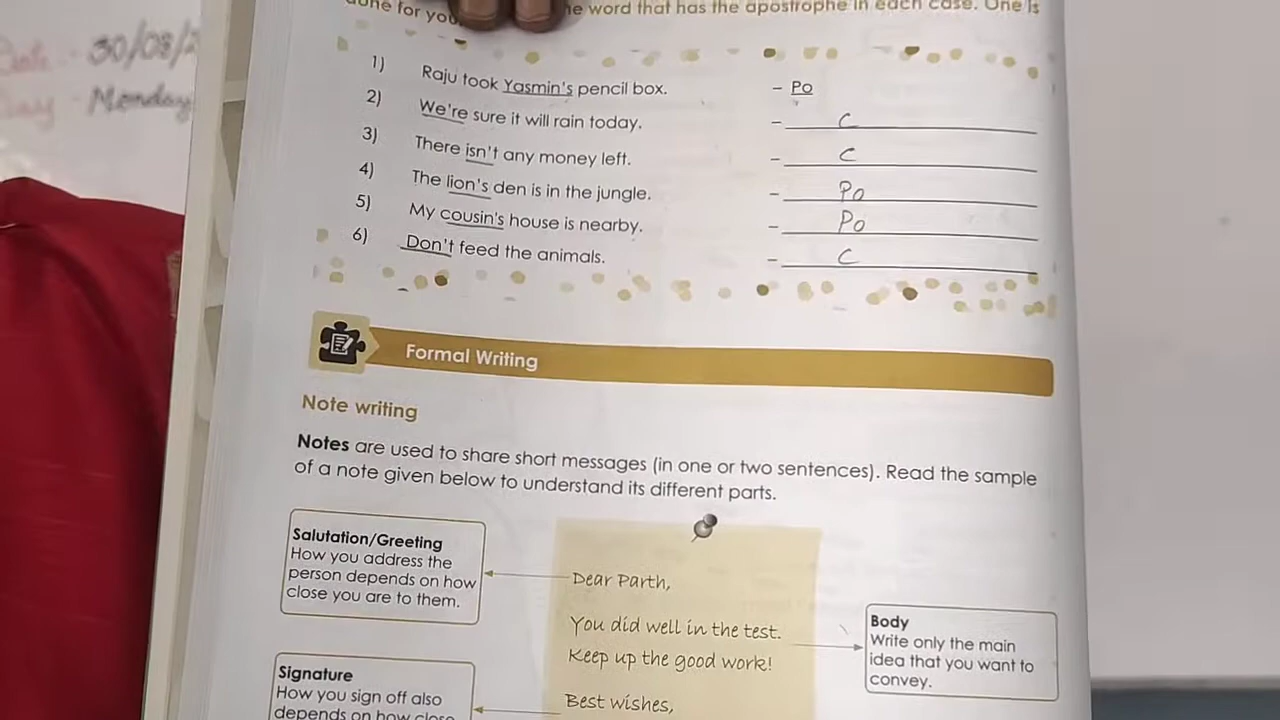 Date - 30/08/
Day - Monday
done for you. the word that has the apostrophe in each case. One is
1) Raju took Yasmin's pencil box. - Po
2) We're sure it will rain today. - C
3) There isn't any money left. - C
4) The lion's den is in the jungle. - Po
5) My cousin's house is nearby. - Po
6) Don't feed the animals. - C
Formal Writing
Note writing
Notes are used to share short messages (in one or two sentences). Read the sample
of a note given below to understand its different parts.
Salutation/Greeting
How you address the
person depends on how
close you are to them.
Dear Parth,
You did well in the test.
Keep up the good work!
Best wishes,
Body
Write only the main
idea that you want to
convey.
Signature
How you sign off also
depends on how close